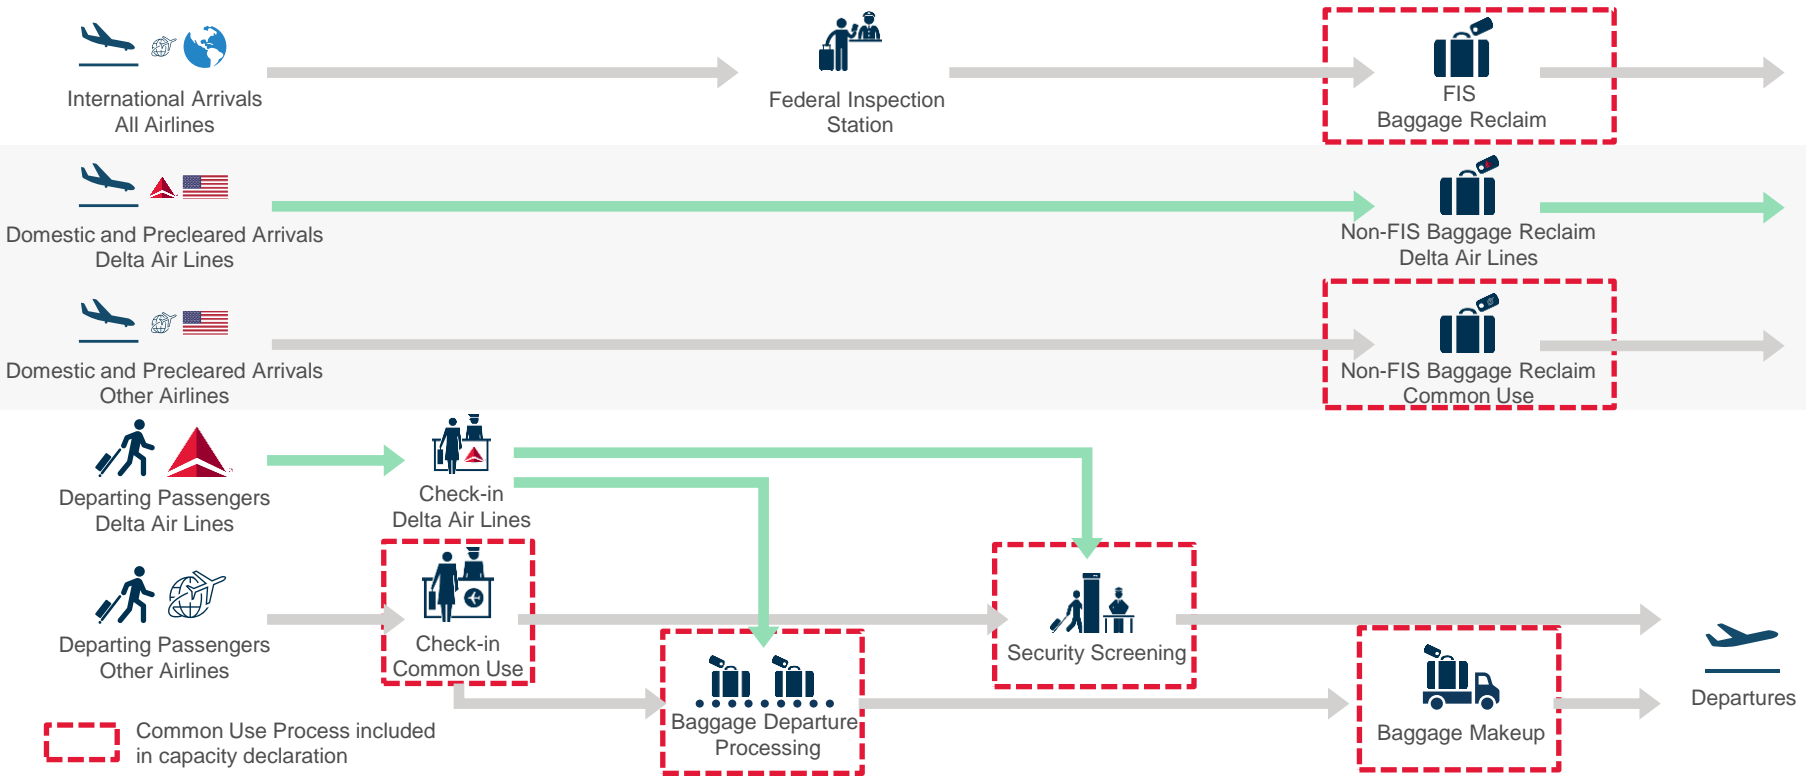 International Arrivals
All Airlines
Federal Inspection
Station
FIS
Baggage Reclaim
Domestic and Precleared Arrivals
Delta Air Lines
Non-FIS Baggage Reclaim
Delta Air Lines
Domestic and Precleared Arrivals
Other Airlines
Non-FIS Baggage Reclaim
Common Use
Departing Passengers
Delta Air Lines
Check-in
Delta Air Lines
Departing Passengers
Other Airlines
Check-in
Common Use
Security Screening
Baggage Departure
Processing
Baggage Makeup
Departures
Common Use Process included
in capacity declaration